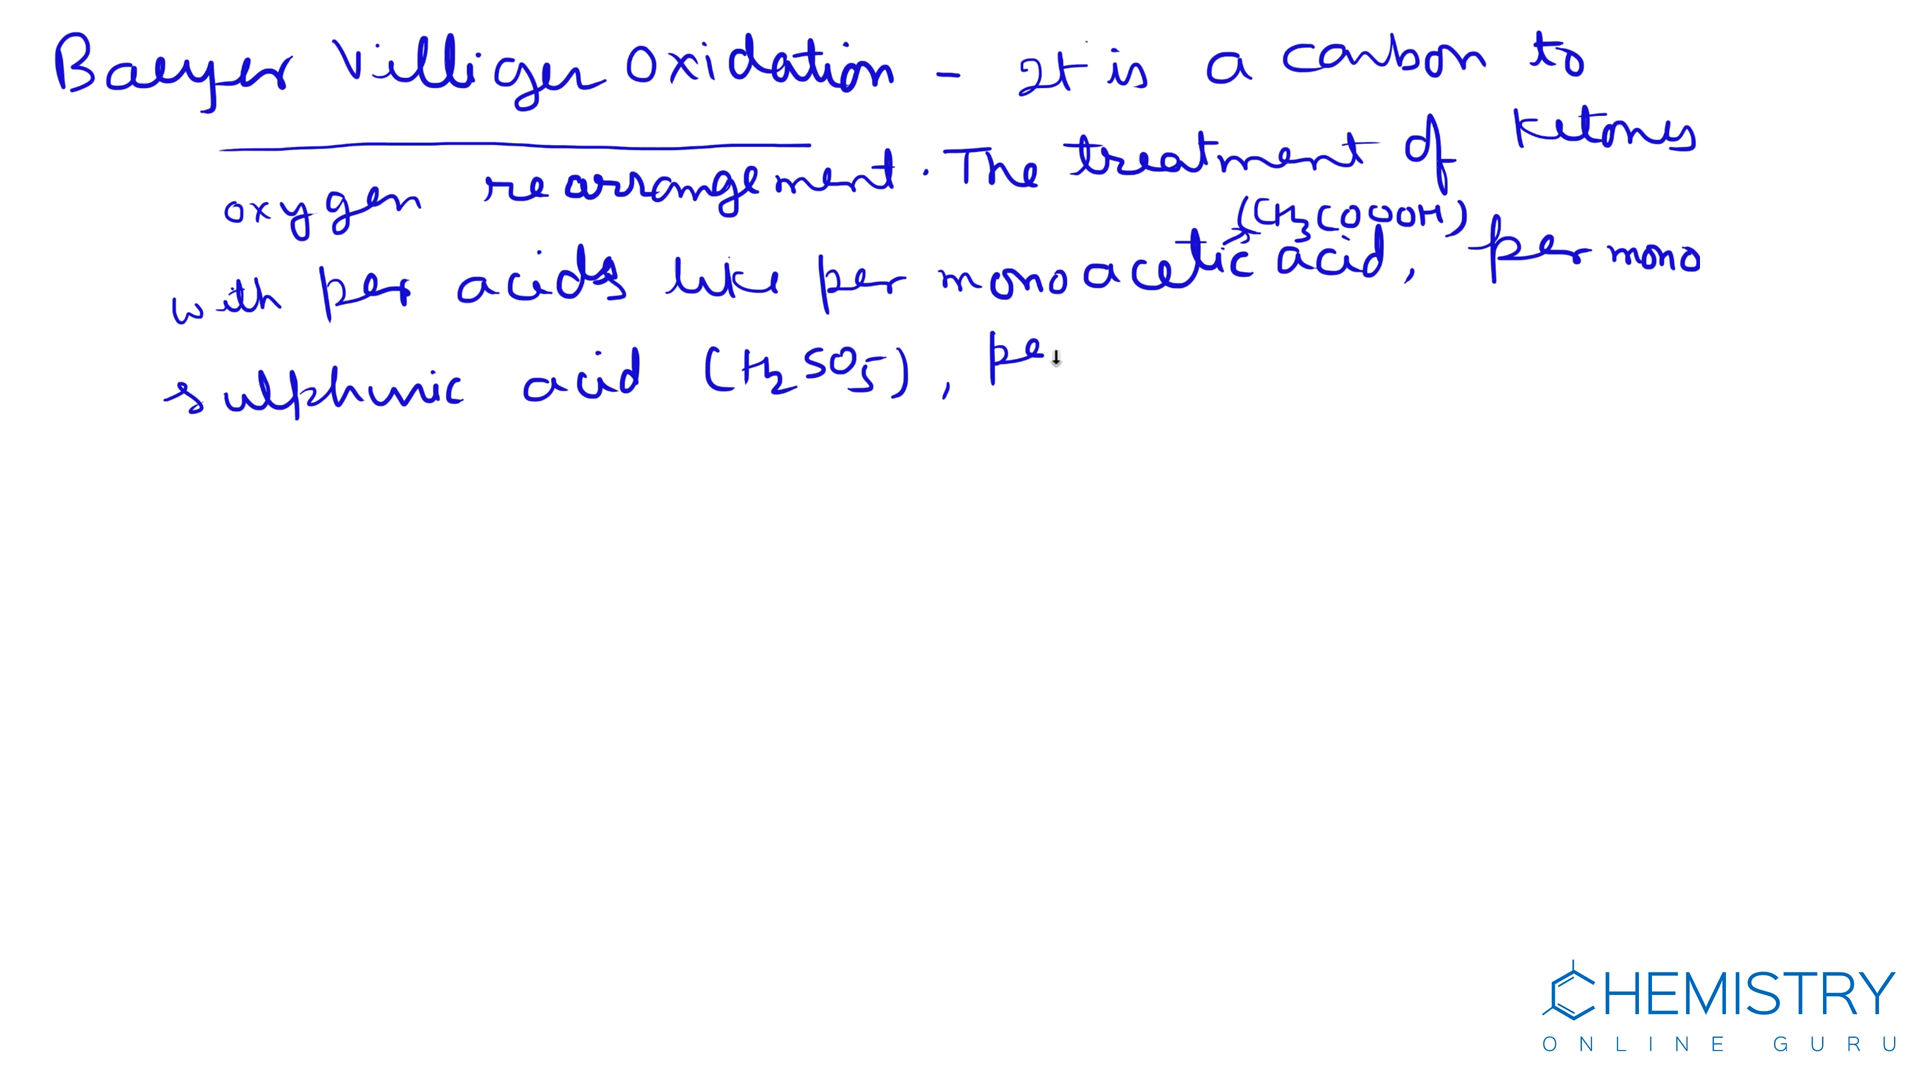 Baeyer Villiger Oxidation - It is a carbon to
oxygen rearrangement. The treatment of ketones
(CH3COOOH)
with per acids like per mono acetic acid, per mono
sulphuric acid (H2SO5), pe
CHEMISTRY
ONLINE GURU